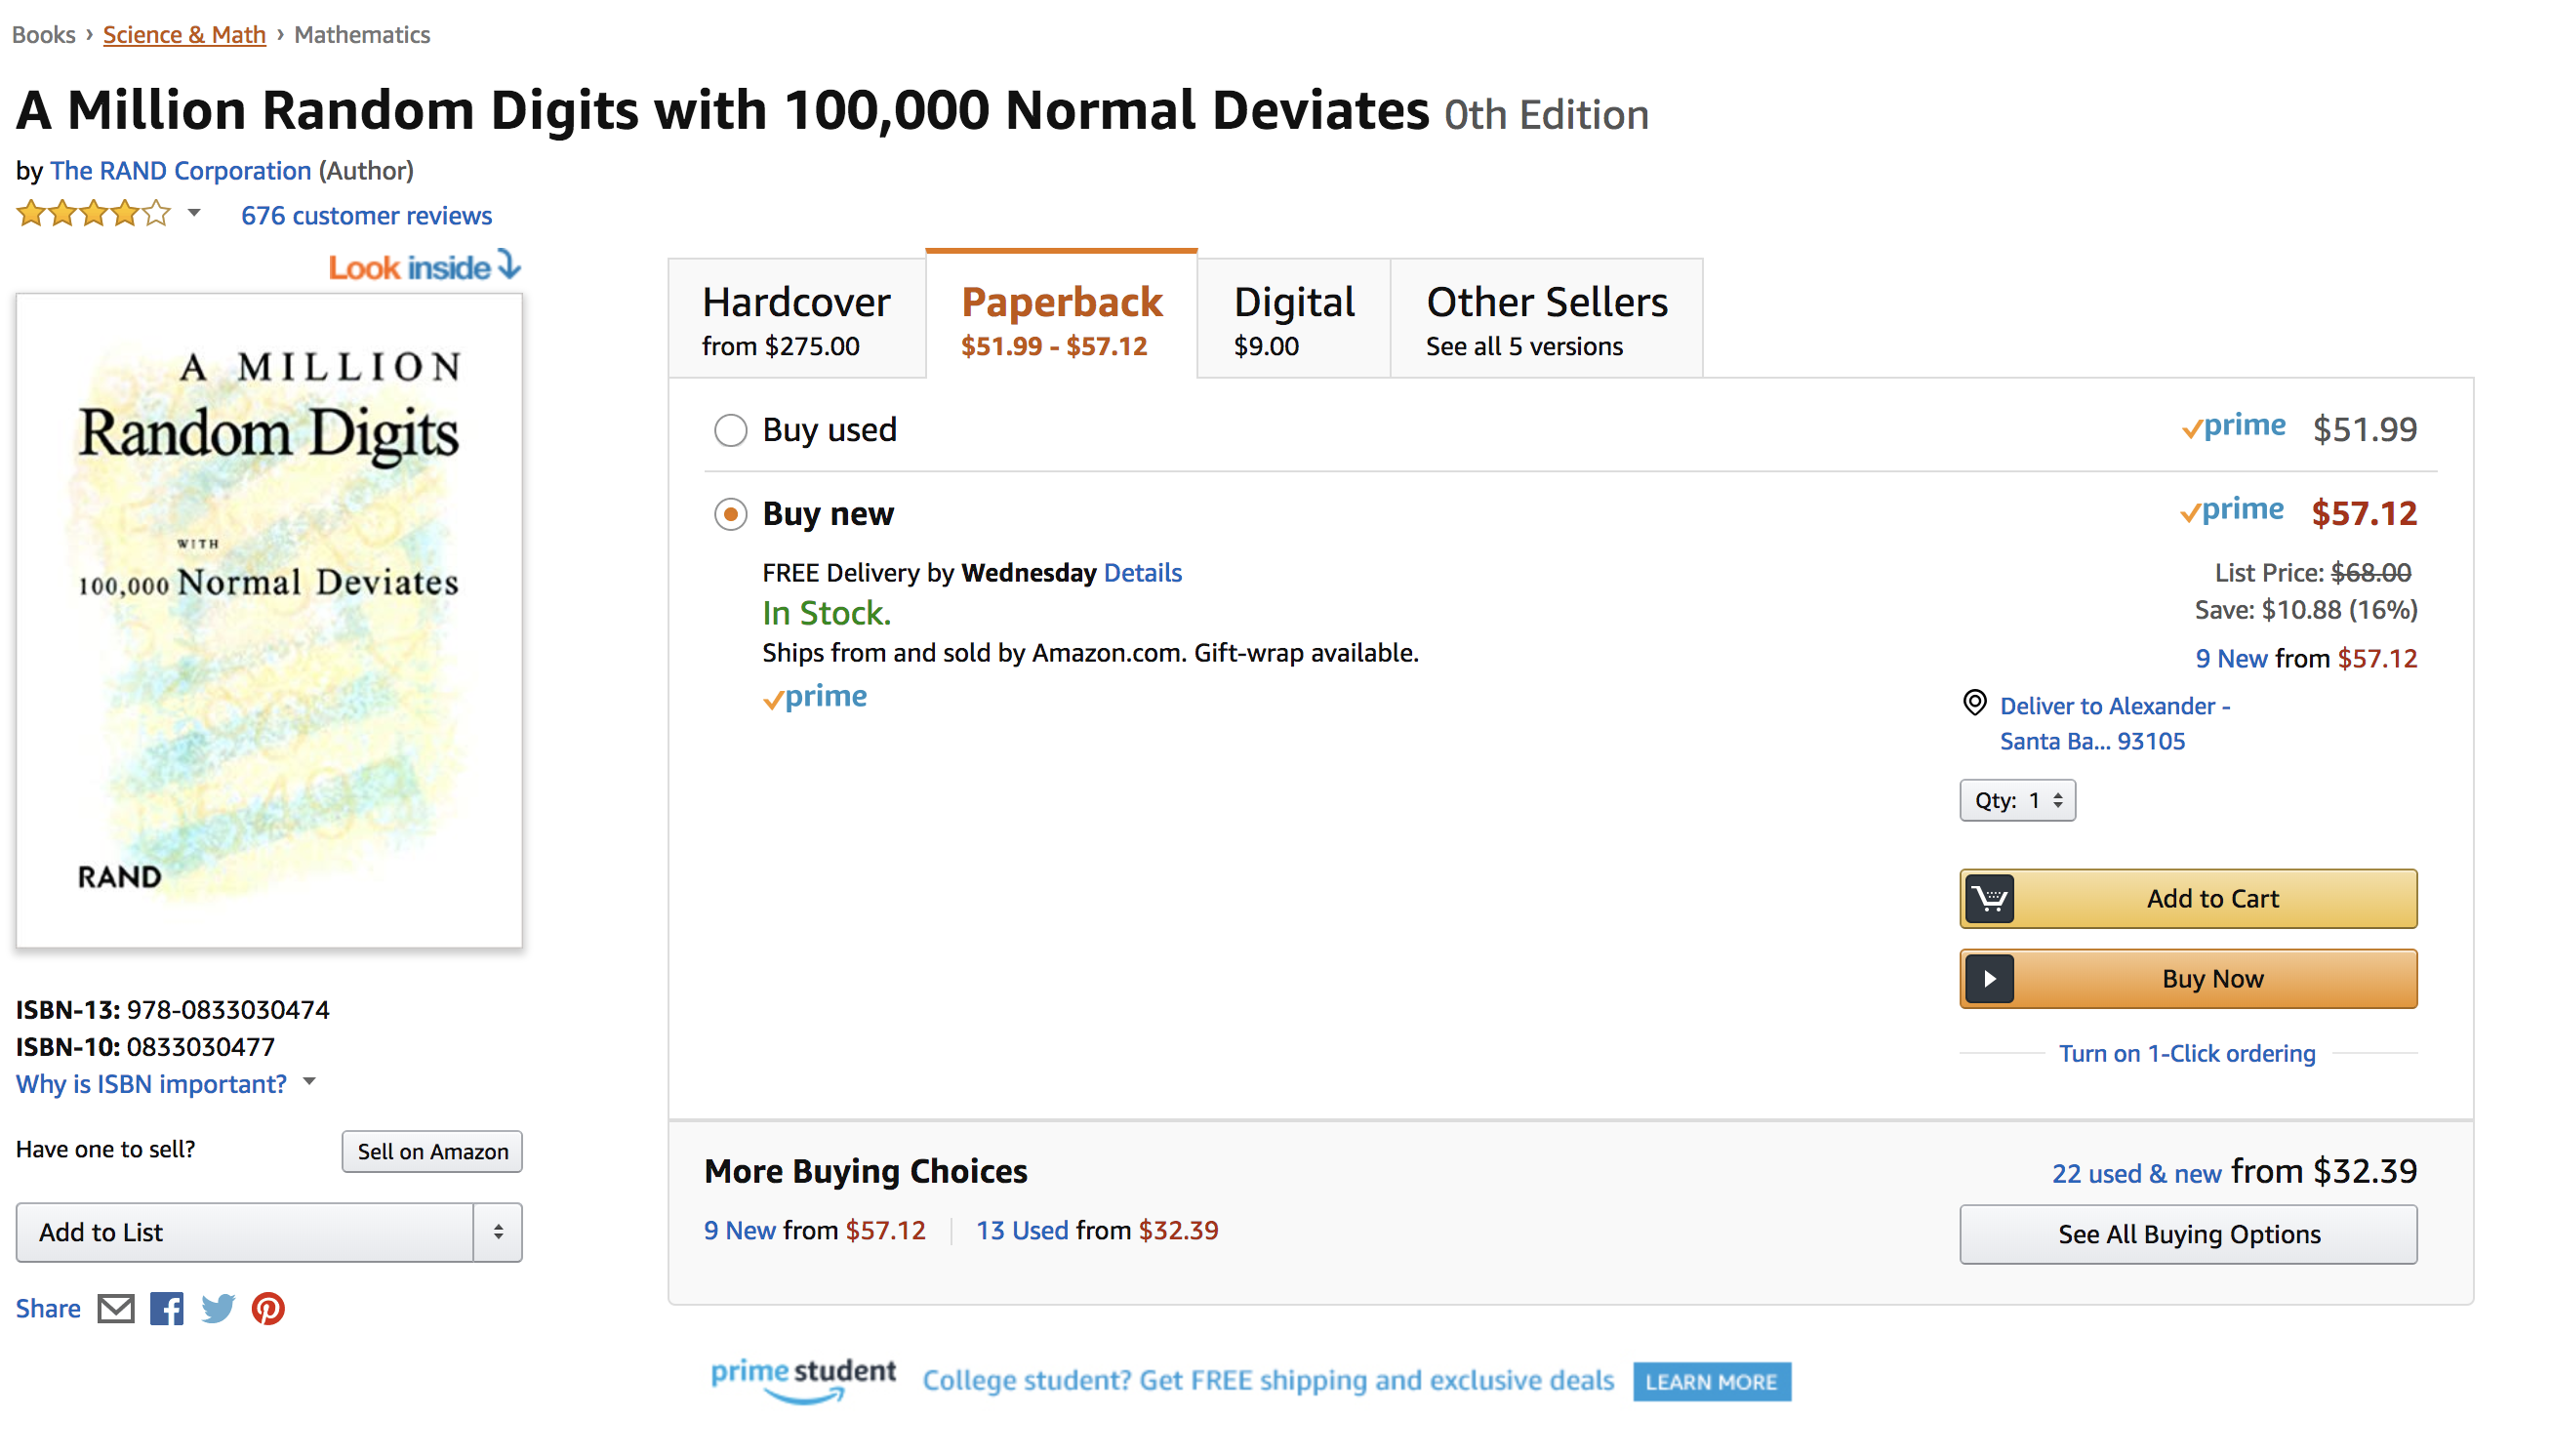 Books › Science & Math › Mathematics
A Million Random Digits with 100,000 Normal Deviates 0th Edition
by The RAND Corporation (Author)
676 customer reviews
Look inside
A MILLION
Random Digits
WITH
100,000 Normal Deviates
RAND
ISBN-13: 978-0833030474
ISBN-10: 0833030477
Why is ISBN important?
Have one to sell? Sell on Amazon
Add to List
Share
Hardcover
from $275.00
Paperback
$51.99 - $57.12
Digital
$9.00
Other Sellers
See all 5 versions
Buy used prime $51.99
Buy new prime $57.12
FREE Delivery by Wednesday Details
In Stock.
Ships from and sold by Amazon.com. Gift-wrap available.
prime
List Price: $68.00
Save: $10.88 (16%)
9 New from $57.12
Deliver to Alexander -
Santa Ba... 93105
Qty: 1
Add to Cart
Buy Now
Turn on 1-Click ordering
More Buying Choices
9 New from $57.12 | 13 Used from $32.39
22 used & new from $32.39
See All Buying Options
prime student College student? Get FREE shipping and exclusive deals LEARN MORE